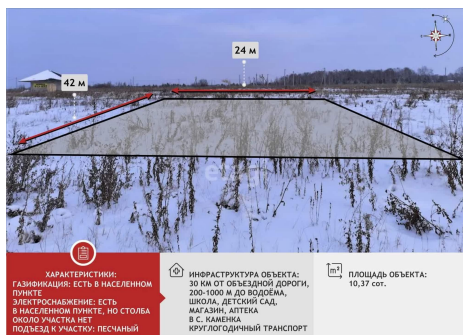 24 м
42 м
ХАРАКТЕРИСТИКИ:
ГАЗИФИКАЦИЯ: ЕСТЬ В НАСЕЛЕННОМ
ПУНКТЕ
ЭЛЕКТРОСНАБЖЕНИЕ: ЕСТЬ
В НАСЕЛЕННОМ ПУНКТЕ, НО СТОЛБА
ОКОЛО УЧАСТКА НЕТ
ПОДЪЕЗД К УЧАСТКУ: ПЕСЧАНЫЙ
ИНФРАСТРУКТУРА ОБЪЕКТА:
30 КМ ОТ ОБЪЕЗДНОЙ ДОРОГИ,
200-1000 М ДО ВОДОЁМА,
ШКОЛА, ДЕТСКИЙ САД,
МАГАЗИН, АПТЕКА
В С. КАМЕНКА
КРУГЛОГОДИЧНЫЙ ТРАНСПОРТ
м²
ПЛОЩАДЬ ОБЪЕКТА:
10,37 сот.